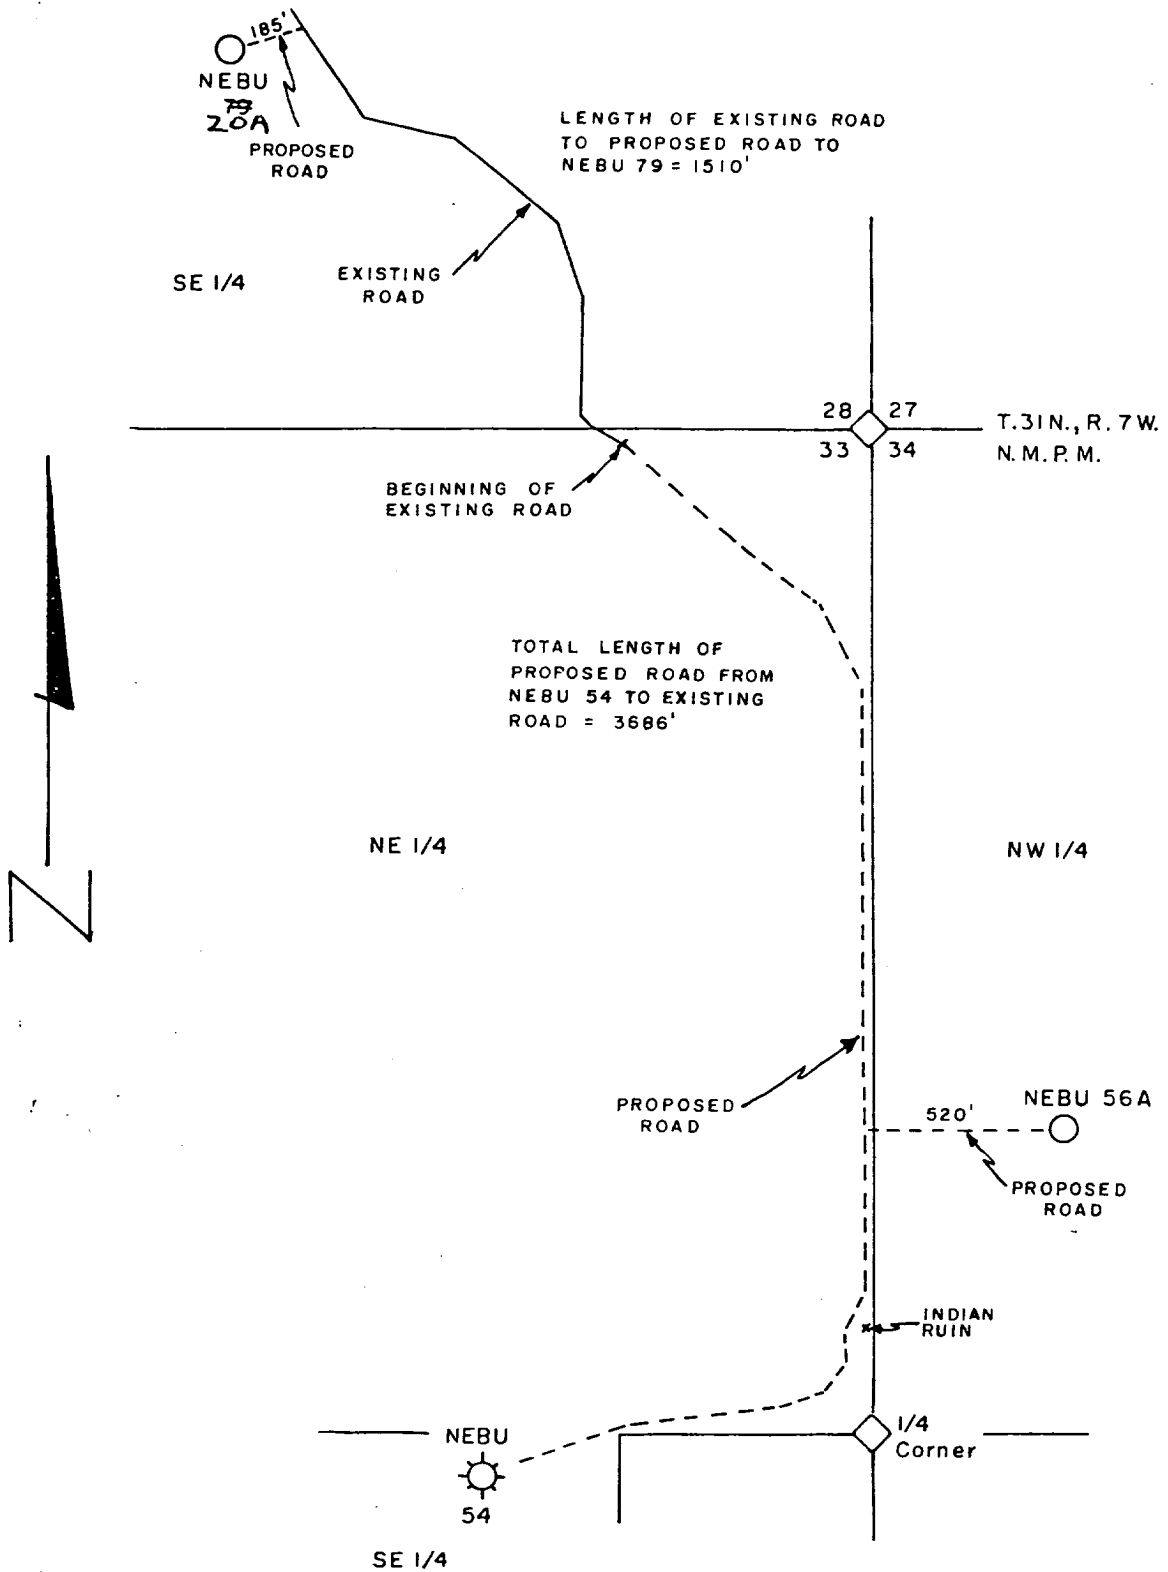 185'
NEBU
79
20A
PROPOSED
ROAD
LENGTH OF EXISTING ROAD
TO PROPOSED ROAD TO
NEBU 79 = 1510'
SE 1/4
EXISTING
ROAD
28 27
33 34
T.31N., R. 7W.
N.M.P.M.
BEGINNING OF
EXISTING ROAD
TOTAL LENGTH OF
PROPOSED ROAD FROM
NEBU 54 TO EXISTING
ROAD = 3686'
NE 1/4
NW 1/4
N
PROPOSED
ROAD
520'
NEBU 56A
PROPOSED
ROAD
INDIAN
RUIN
1/4
Corner
NEBU
54
SE 1/4